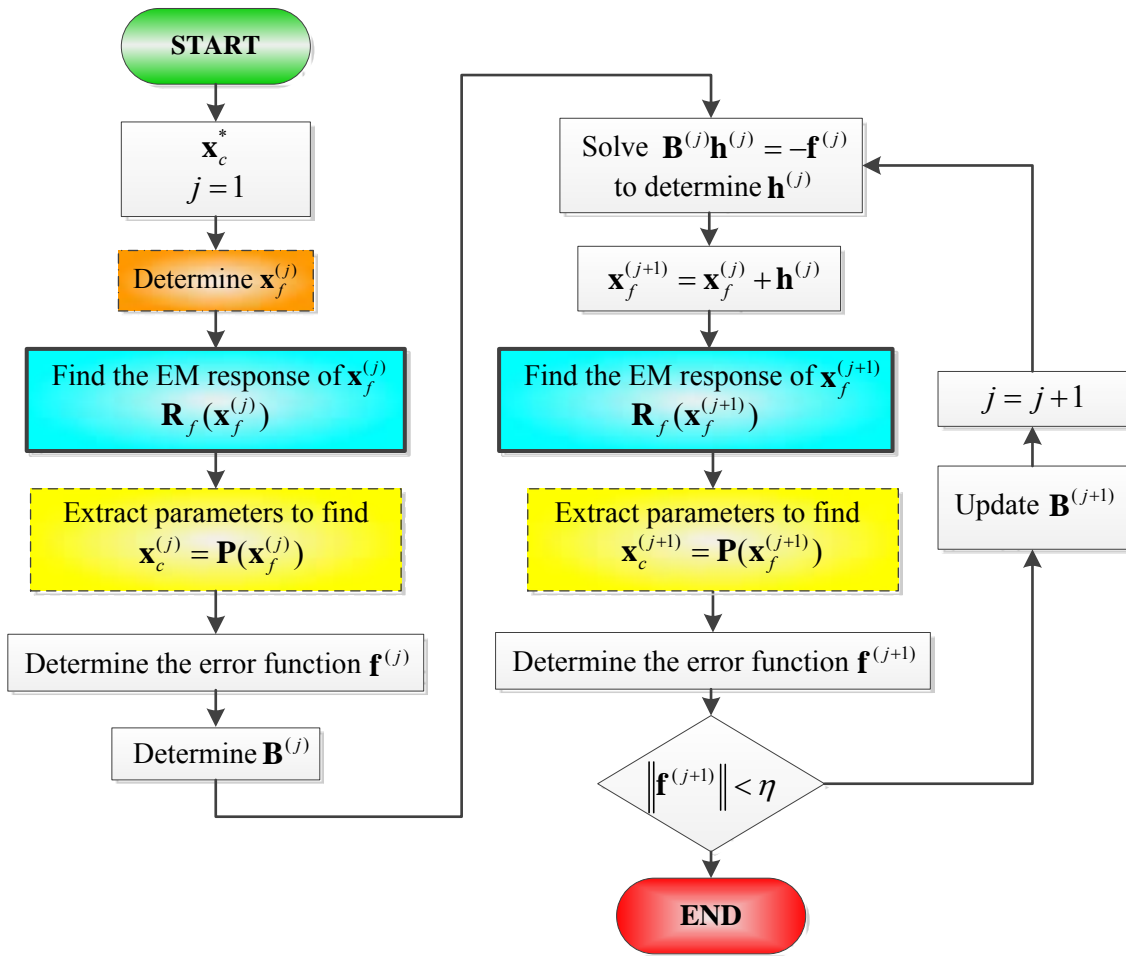 START
𝐱_c^*
j = 1
Determine 𝐱_f^(j)
Find the EM response of 𝐱_f^(j)
𝐑_f(𝐱_f^(j))
Extract parameters to find
𝐱_c^(j) = 𝐏(𝐱_f^(j))
Determine the error function 𝐟^(j)
Determine 𝐁^(j)
Solve 𝐁^(j)𝐡^(j) = −𝐟^(j)
to determine 𝐡^(j)
𝐱_f^(j+1) = 𝐱_f^(j) + 𝐡^(j)
Find the EM response of 𝐱_f^(j+1)
𝐑_f(𝐱_f^(j+1))
Extract parameters to find
𝐱_c^(j+1) = 𝐏(𝐱_f^(j+1))
Determine the error function 𝐟^(j+1)
‖𝐟^(j+1)‖ < η
END
Update 𝐁^(j+1)
j = j+1